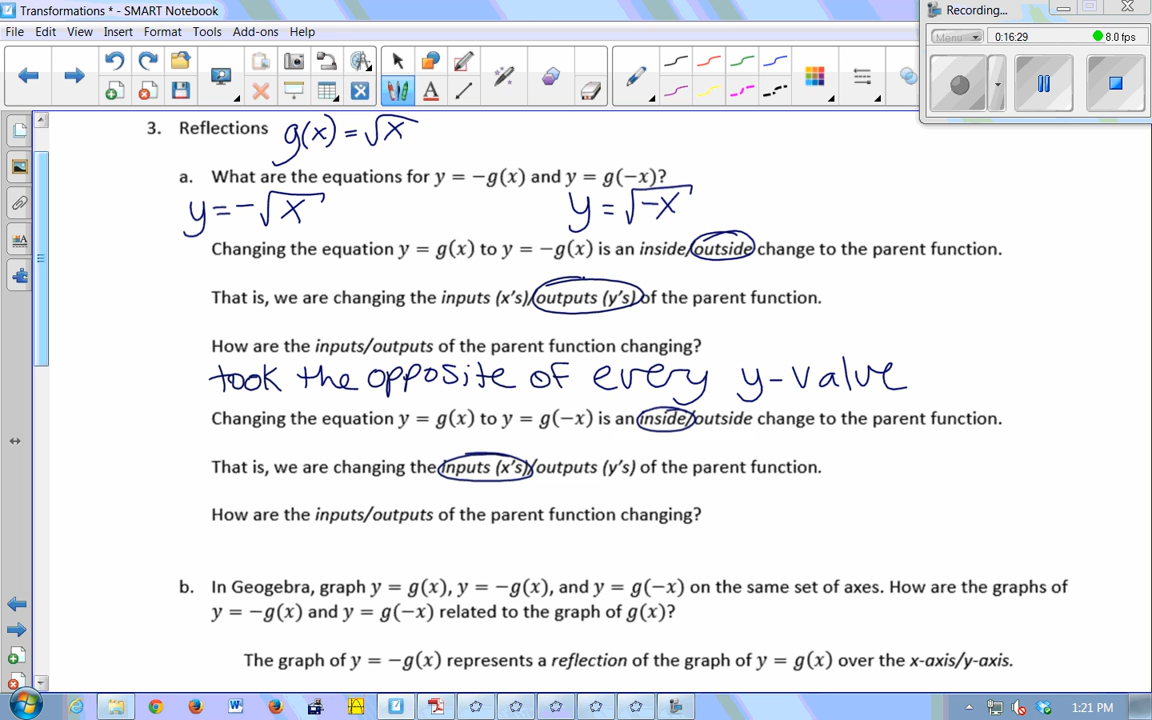 Transformations * - SMART Notebook
Recording...
File Edit View Insert Format Tools Add-ons Help
Menu 0:16:29 8.0 fps
3. Reflections g(x) = √x
a. What are the equations for y = −g(x) and y = g(−x)?
y = -√x y = √-x
Changing the equation y = g(x) to y = −g(x) is an inside/outside change to the parent function.
That is, we are changing the inputs (x's)/outputs (y's) of the parent function.
How are the inputs/outputs of the parent function changing?
took the opposite of every y-value
Changing the equation y = g(x) to y = g(−x) is an inside/outside change to the parent function.
That is, we are changing the inputs (x's)/outputs (y's) of the parent function.
How are the inputs/outputs of the parent function changing?
b. In Geogebra, graph y = g(x), y = −g(x), and y = g(−x) on the same set of axes. How are the graphs of
y = −g(x) and y = g(−x) related to the graph of g(x)?
The graph of y = −g(x) represents a reflection of the graph of y = g(x) over the x-axis/y-axis.
1:21 PM